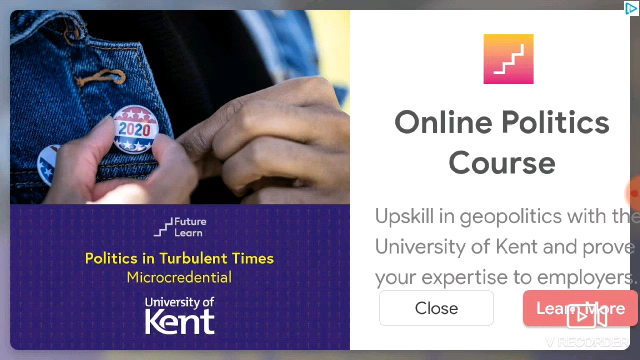 2020
Future
Learn
Politics in Turbulent Times
Microcredential
University of
Kent
Online Politics
Course
Upskill in geopolitics with the
University of Kent and prove
your expertise to employers.
Close
Learn More
V RECORDER